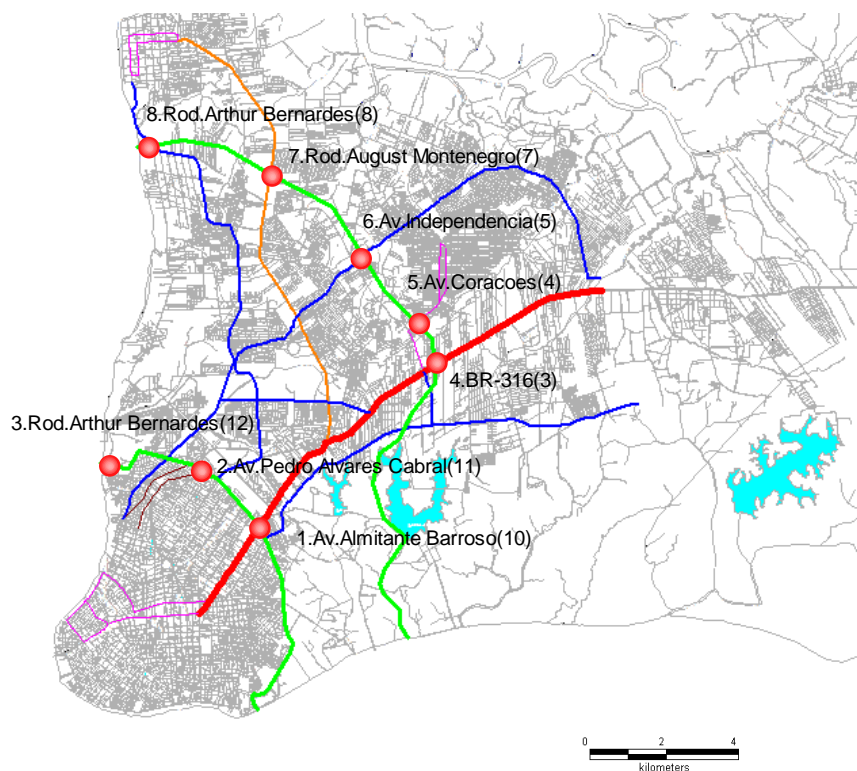 8.Rod.Arthur Bernardes(8)
7.Rod.August Montenegro(7)
6.Av.Independencia(5)
5.Av.Coracoes(4)
4.BR-316(3)
3.Rod.Arthur Bernardes(12)
2.Av.Pedro Alvares Cabral(11)
1.Av.Almitante Barroso(10)
0 2 4
kilometers